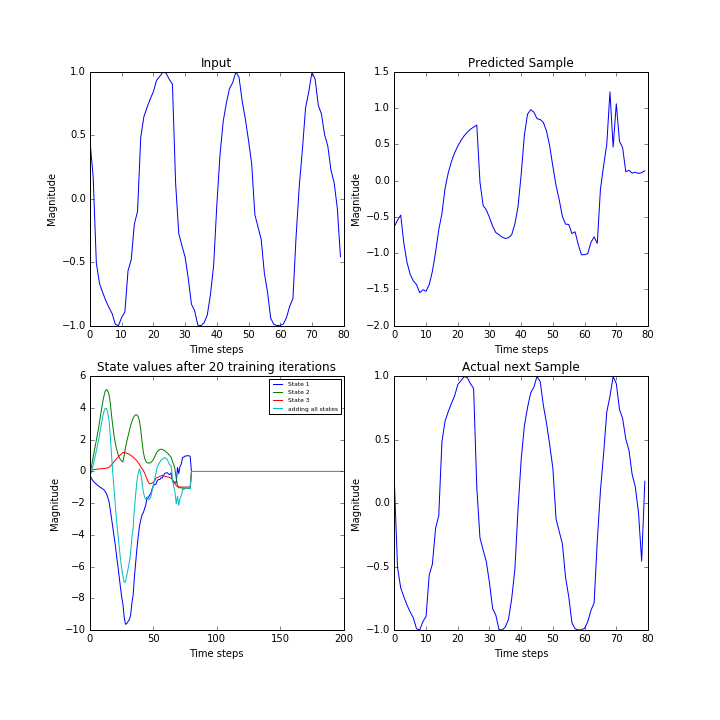 Input
Magnitude
1.0
0.5
0.0
−0.5
−1.0
0 10 20 30 40 50 60 70 80
Time steps
Predicted Sample
Magnitude
1.5
1.0
0.5
0.0
−0.5
−1.0
−1.5
−2.0
0 10 20 30 40 50 60 70 80
Time steps
State values after 20 training iterations
Magnitude
6
4
2
0
−2
−4
−6
−8
−10
State 1
State 2
State 3
adding all states
0 50 100 150 200
Time steps
Actual next Sample
Magnitude
1.0
0.5
0.0
−0.5
−1.0
0 10 20 30 40 50 60 70 80
Time steps